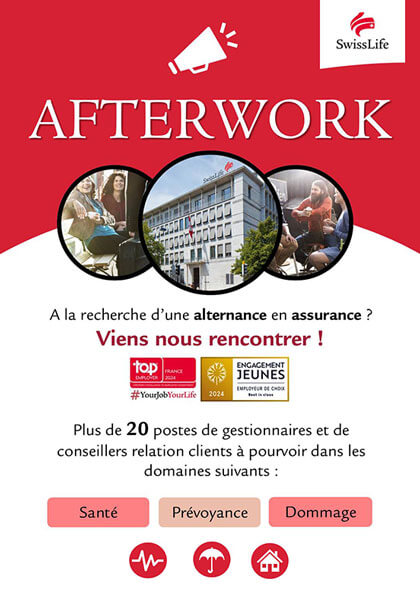 SwissLife
AFTERWORK
SwissLife
A la recherche d'une alternance en assurance ?
Viens nous rencontrer !
top
EMPLOYER
FRANCE
2024
#YourJobYourLife
ENGAGEMENT
JEUNES
2024
EMPLOYEUR DE CHOIX
Best in class
Plus de 20 postes de gestionnaires et de
conseillers relation clients à pourvoir dans les
domaines suivants :
Santé
Prévoyance
Dommage